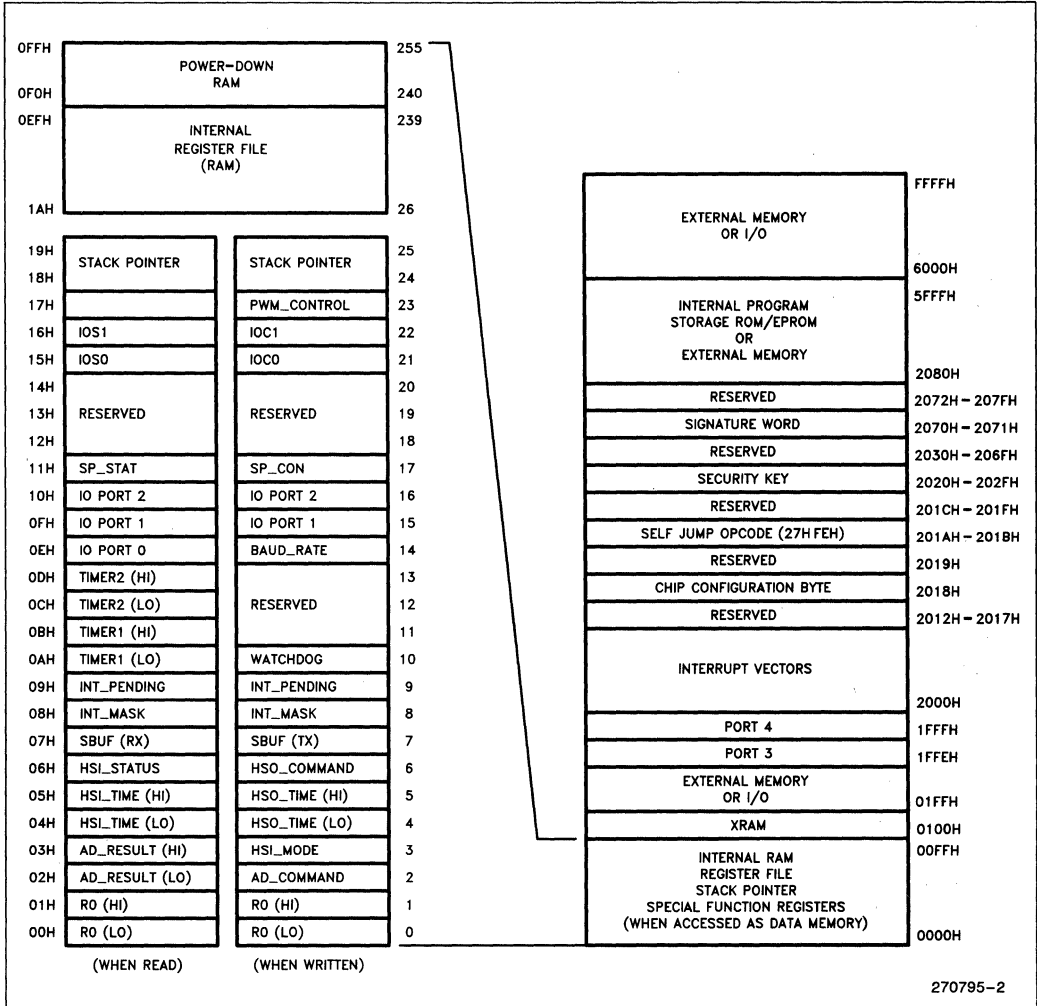 0FFH 255
POWER-DOWN
RAM
0F0H 240
0EFH 239
INTERNAL
REGISTER FILE
(RAM)
1AH 26
19H 25
STACK POINTER STACK POINTER
18H 24
17H PWM_CONTROL 23
16H IOS1 IOC1 22
15H IOS0 IOC0 21
14H 20
13H RESERVED RESERVED 19
12H 18
11H SP_STAT SP_CON 17
10H IO PORT 2 IO PORT 2 16
0FH IO PORT 1 IO PORT 1 15
0EH IO PORT 0 BAUD_RATE 14
0DH TIMER2 (HI) 13
0CH TIMER2 (LO) RESERVED 12
0BH TIMER1 (HI) 11
0AH TIMER1 (LO) WATCHDOG 10
09H INT_PENDING INT_PENDING 9
08H INT_MASK INT_MASK 8
07H SBUF (RX) SBUF (TX) 7
06H HSI_STATUS HSO_COMMAND 6
05H HSI_TIME (HI) HSO_TIME (HI) 5
04H HSI_TIME (LO) HSO_TIME (LO) 4
03H AD_RESULT (HI) HSI_MODE 3
02H AD_RESULT (LO) AD_COMMAND 2
01H R0 (HI) R0 (HI) 1
00H R0 (LO) R0 (LO) 0
(WHEN READ) (WHEN WRITTEN)
FFFFH
EXTERNAL MEMORY
OR I/O
6000H
5FFFH
INTERNAL PROGRAM
STORAGE ROM/EPROM
OR
EXTERNAL MEMORY
2080H
RESERVED 2072H – 207FH
SIGNATURE WORD 2070H – 2071H
RESERVED 2030H – 206FH
SECURITY KEY 2020H – 202FH
RESERVED 201CH – 201FH
SELF JUMP OPCODE (27H FEH) 201AH – 201BH
RESERVED 2019H
CHIP CONFIGURATION BYTE 2018H
RESERVED 2012H – 2017H
INTERRUPT VECTORS
2000H
PORT 4 1FFFH
PORT 3 1FFEH
EXTERNAL MEMORY
OR I/O 01FFH
XRAM 0100H
00FFH
INTERNAL RAM
REGISTER FILE
STACK POINTER
SPECIAL FUNCTION REGISTERS
(WHEN ACCESSED AS DATA MEMORY)
0000H
270795-2